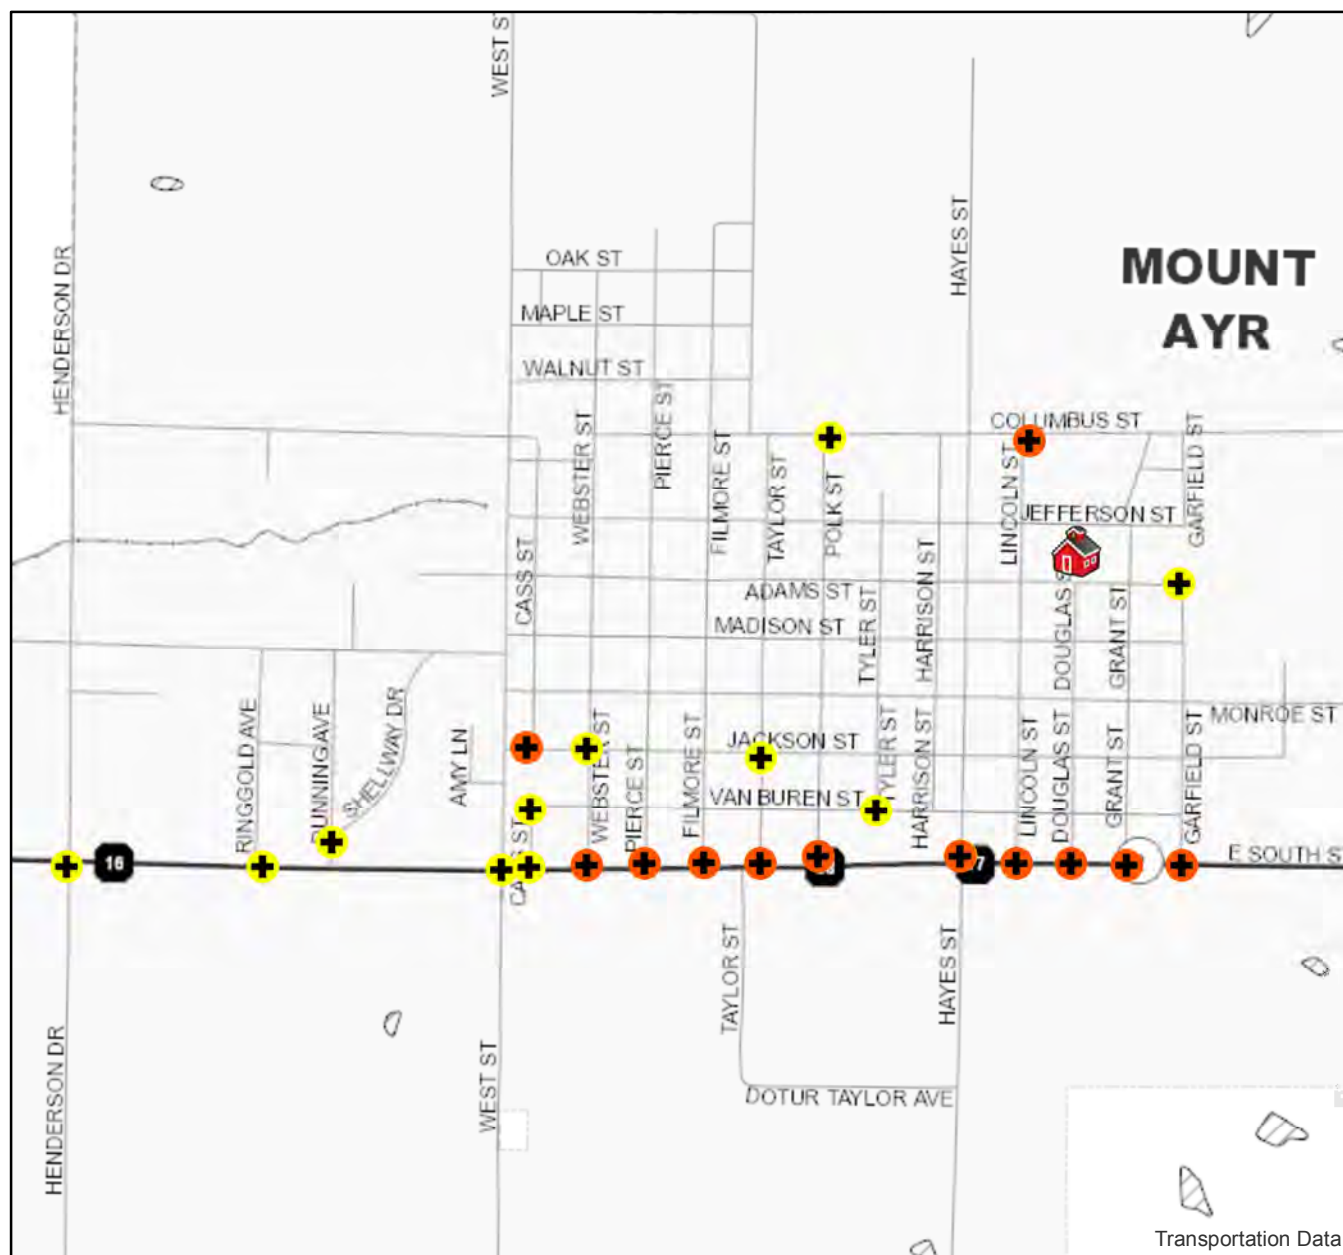 WEST ST
HENDERSON DR
HAYES ST
OAK ST
MAPLE ST
WALNUT ST
MOUNT
AYR
COLUMBUS ST
WEBSTER ST
PIERCE ST
FILMORE ST
TAYLOR ST
POLK ST
LINCOLN ST
GARFIELD ST
JEFFERSON ST
CASS ST
ADAMS ST
MADISON ST
TYLER ST
HARRISON ST
DOUGLAS S
GRANT ST
MONROE ST
RINGGOLD AVE
DUNNING AVE
SHELLWAY DR
AMY LN
WEBSTER ST
PIERCE ST
FILMORE ST
JACKSON ST
VAN BUREN ST
TYLER ST
HARRISON ST
LINCOLN ST
DOUGLAS ST
GRANT ST
GARFIELD ST
E SOUTH S
16
7
TAYLOR ST
HAYES ST
HENDERSON DR
WEST ST
DOTUR TAYLOR AVE
Transportation Data